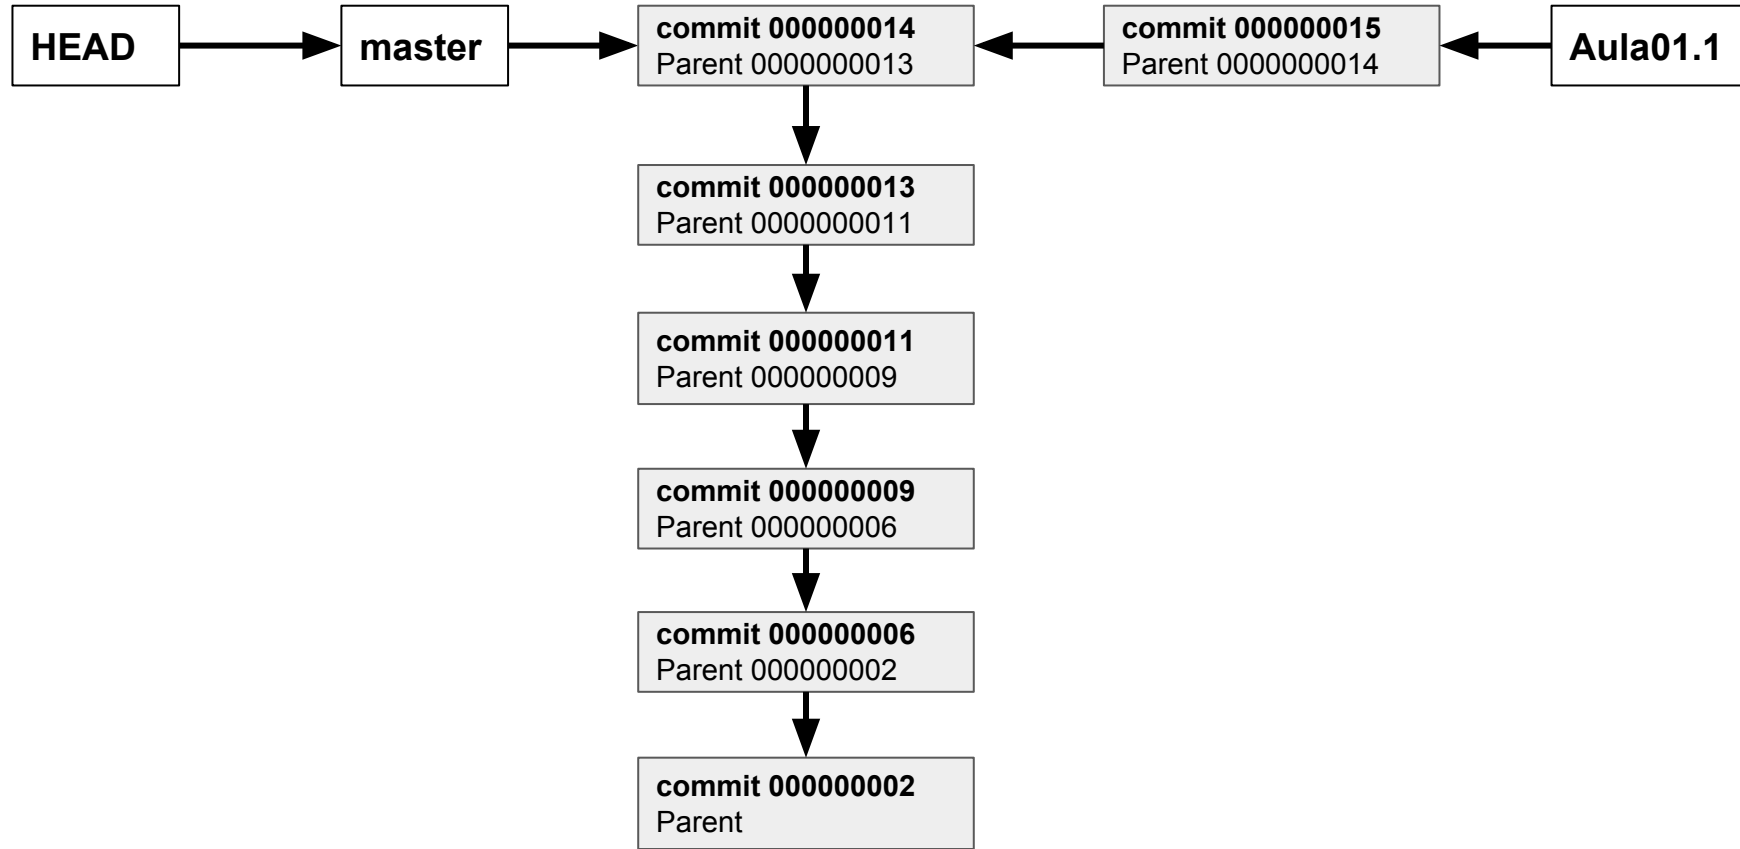 HEAD
master
commit 000000014
Parent 0000000013
commit 000000015
Parent 0000000014
Aula01.1
commit 000000013
Parent 0000000011
commit 000000011
Parent 000000009
commit 000000009
Parent 000000006
commit 000000006
Parent 000000002
commit 000000002
Parent